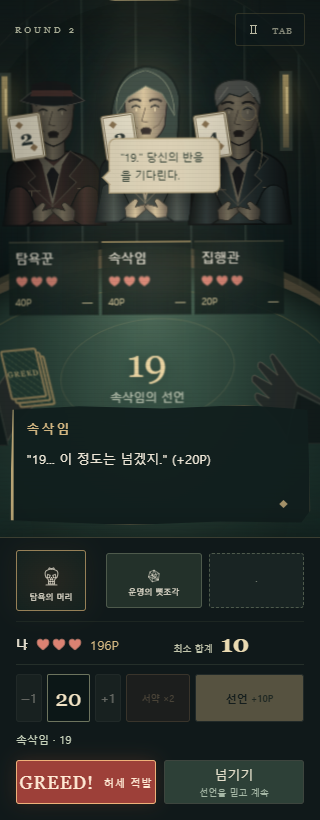 ROUND 2
Ⅱ TAB
2
"19." 당신의 반응
을 기다린다.
탐욕꾼
속삭임
집행관
40P —
40P —
20P —
GREED
19
속삭임의 선언
속삭임
"19... 이 정도는 넘겠지." (+20P)
탐욕의 머리
운명의 뼛조각
나 196P
최소 합계 10
−1
20
+1
서약 ×2
선언 +10P
속삭임 · 19
GREED! 허세 적발
넘기기
선언을 믿고 계속